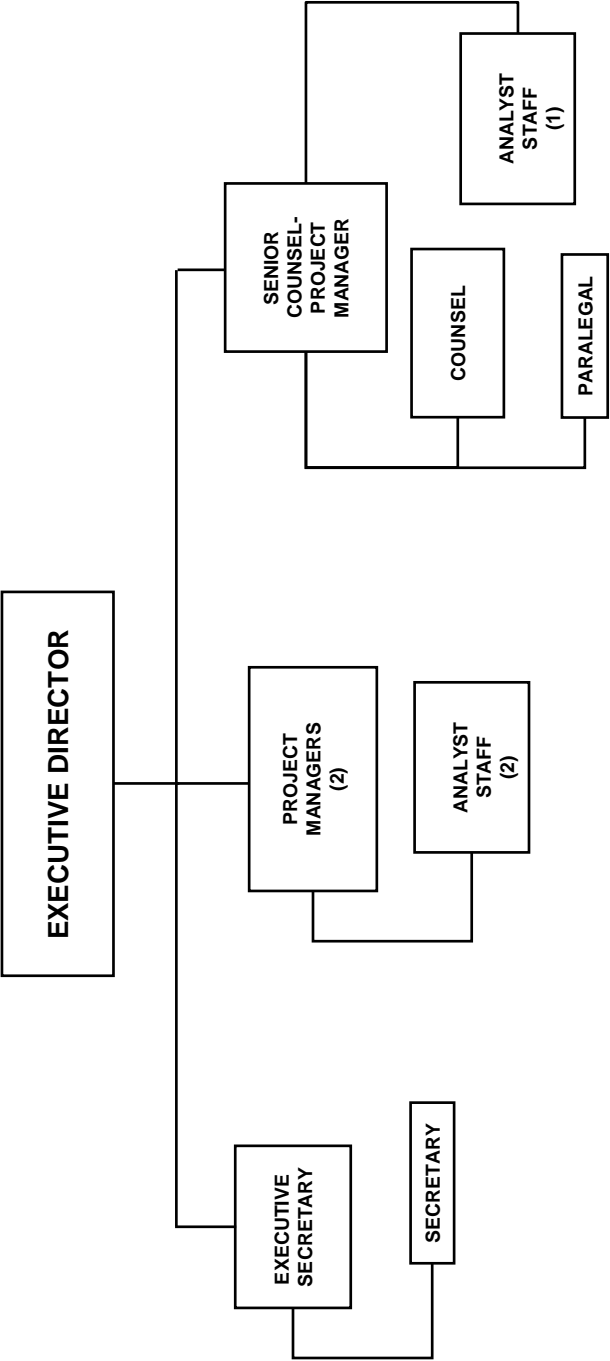 EXECUTIVE DIRECTOR
EXECUTIVE
SECRETARY
SECRETARY
PROJECT
MANAGERS
(2)
ANALYST
STAFF
(2)
SENIOR
COUNSEL-
PROJECT
MANAGER
COUNSEL
PARALEGAL
ANALYST
STAFF
(1)